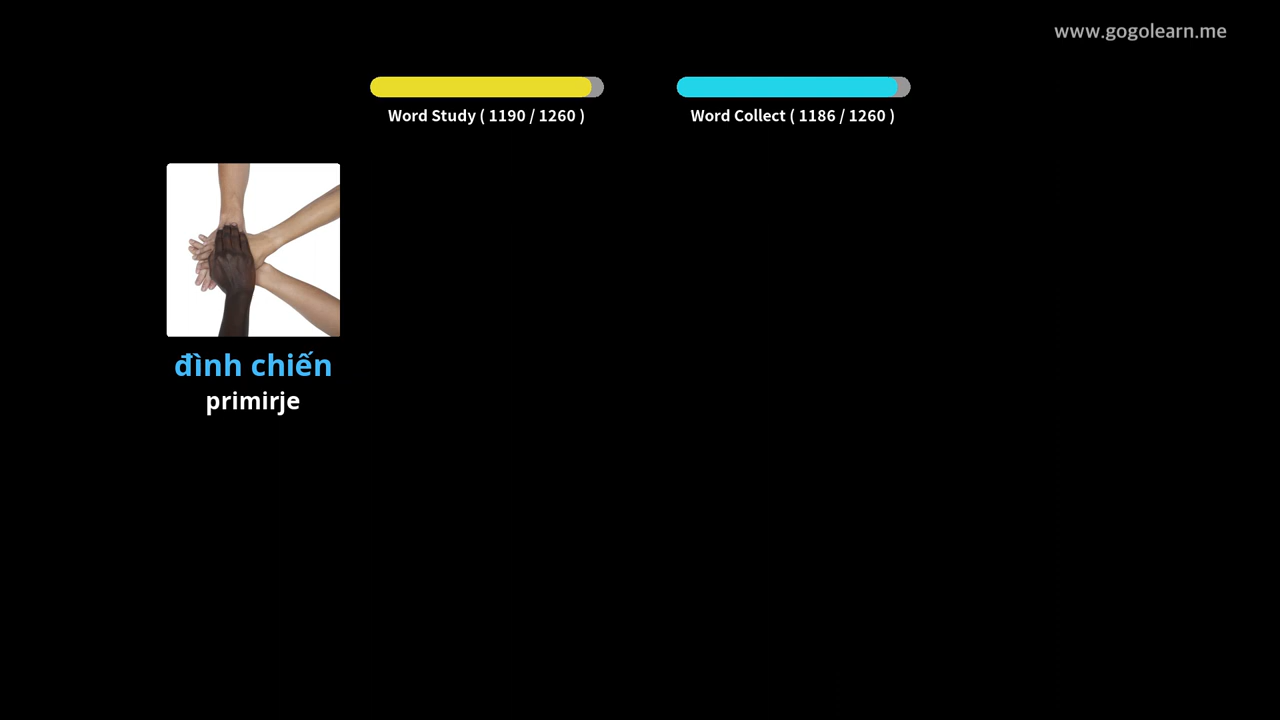 www.gogolearn.me
Word Study ( 1190 / 1260 )
Word Collect ( 1186 / 1260 )
đình chiến
primirje